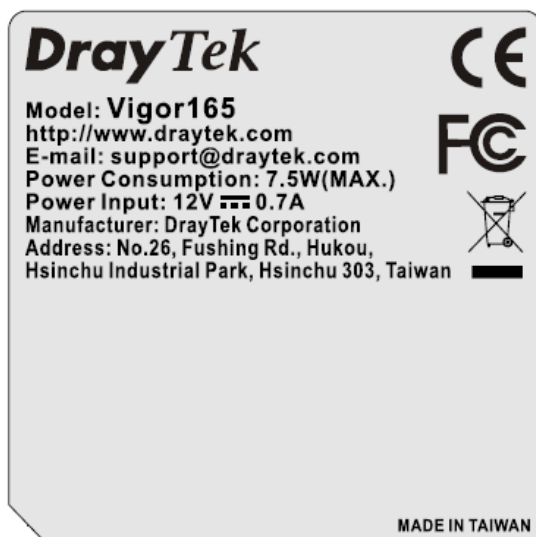 DrayTek
CE
Model: Vigor165
http://www.draytek.com
FC
E-mail: support@draytek.com
Power Consumption: 7.5W(MAX.)
Power Input: 12V ⎓ 0.7A
Manufacturer: DrayTek Corporation
Address: No.26, Fushing Rd., Hukou,
Hsinchu Industrial Park, Hsinchu 303, Taiwan
MADE IN TAIWAN